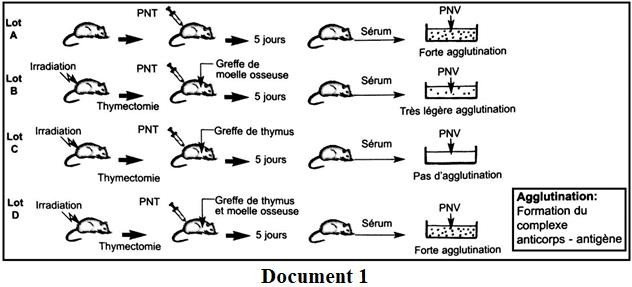 Lot A
PNT
5 jours
Sérum
PNV
Forte agglutination
Lot B
Irradiation
Thymectomie
PNT
Greffe de moelle osseuse
5 jours
Sérum
PNV
Très légère agglutination
Lot C
Irradiation
Thymectomie
PNT
Greffe de thymus
5 jours
Sérum
PNV
Pas d'agglutination
Lot D
Irradiation
Thymectomie
PNT
Greffe de thymus et moelle osseuse
5 jours
Sérum
PNV
Forte agglutination
Agglutination:
Formation du
complexe
anticorps - antigène
Document 1